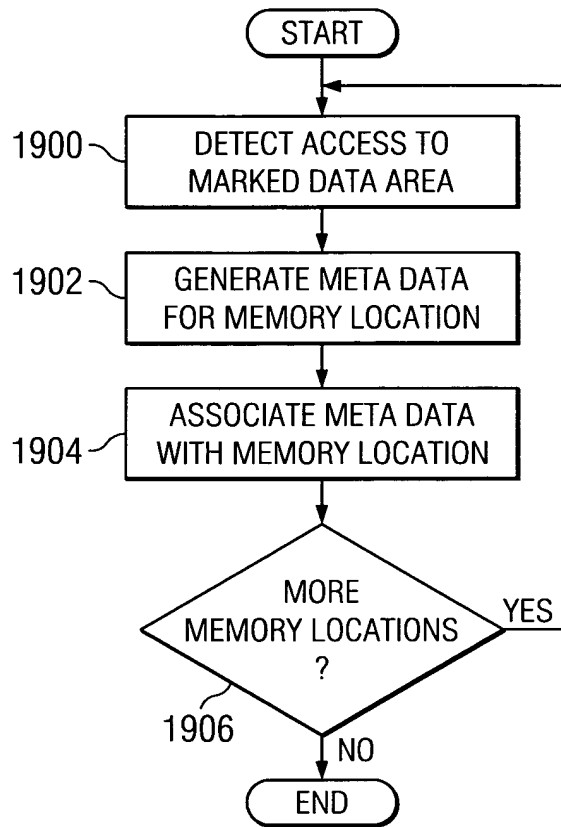 START
1900
DETECT ACCESS TO
MARKED DATA AREA
1902
GENERATE META DATA
FOR MEMORY LOCATION
1904
ASSOCIATE META DATA
WITH MEMORY LOCATION
MORE
MEMORY LOCATIONS
?
YES
1906
NO
END